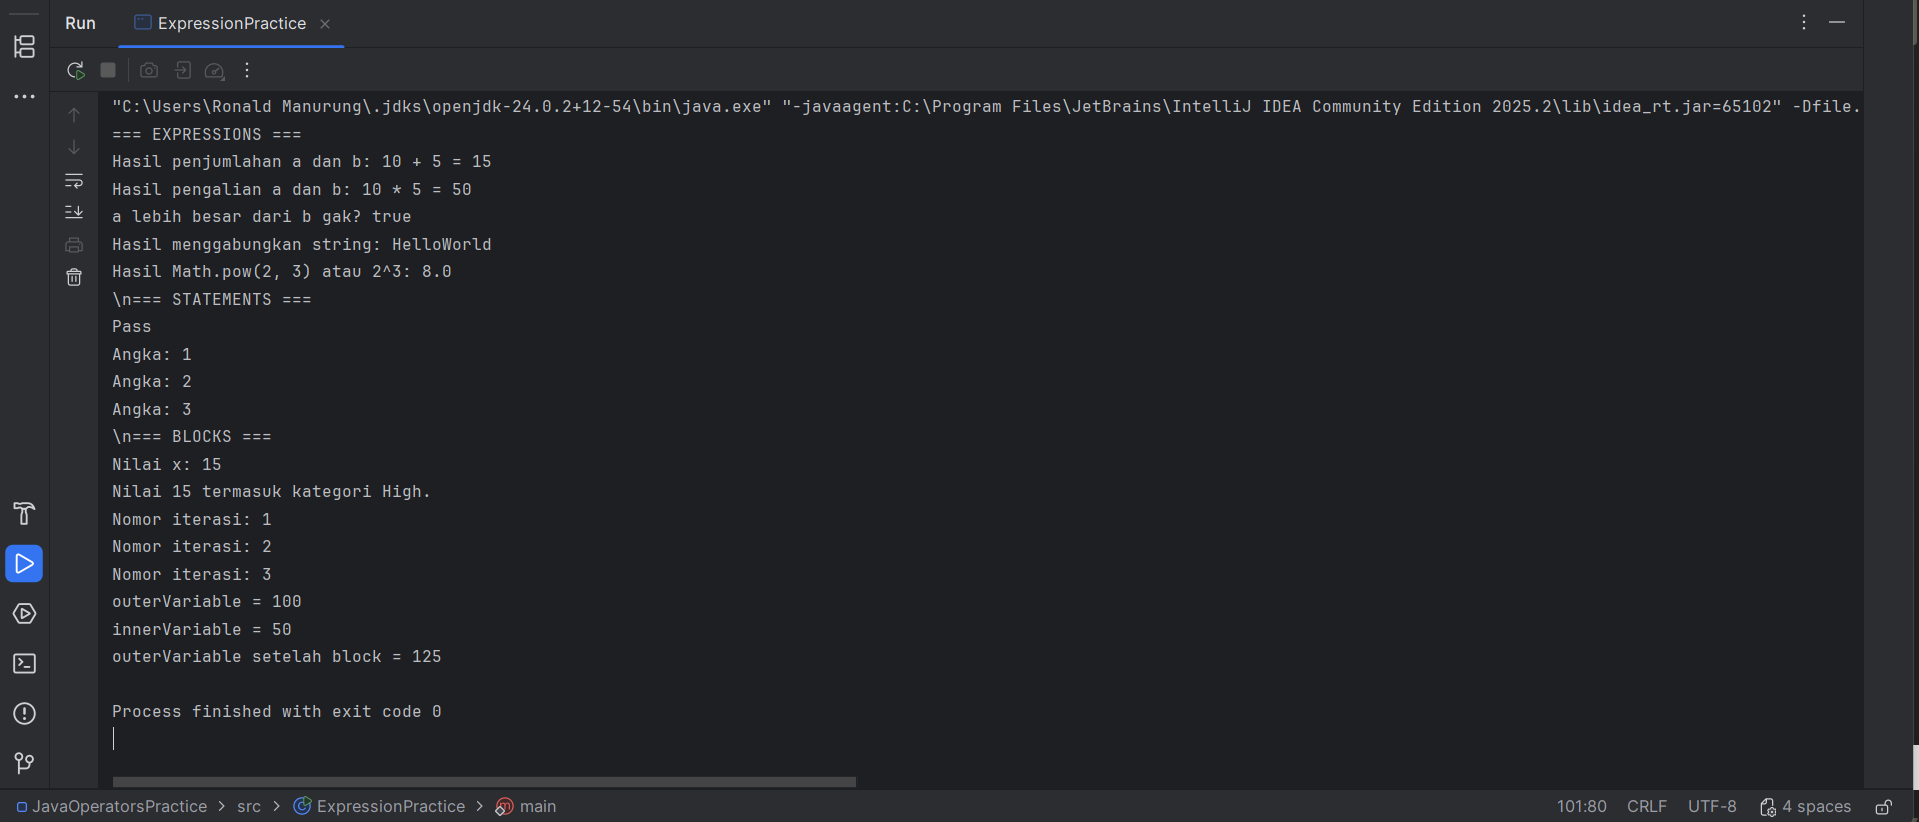 Run ExpressionPractice
"C:\Users\Ronald Manurung\.jdks\openjdk-24.0.2+12-54\bin\java.exe" "-javaagent:C:\Program Files\JetBrains\IntelliJ IDEA Community Edition 2025.2\lib\idea_rt.jar=65102" -Dfile.
=== EXPRESSIONS ===
Hasil penjumlahan a dan b: 10 + 5 = 15
Hasil pengalian a dan b: 10 * 5 = 50
a lebih besar dari b gak? true
Hasil menggabungkan string: HelloWorld
Hasil Math.pow(2, 3) atau 2^3: 8.0
\n=== STATEMENTS ===
Pass
Angka: 1
Angka: 2
Angka: 3
\n=== BLOCKS ===
Nilai x: 15
Nilai 15 termasuk kategori High.
Nomor iterasi: 1
Nomor iterasi: 2
Nomor iterasi: 3
outerVariable = 100
innerVariable = 50
outerVariable setelah block = 125
Process finished with exit code 0
JavaOperatorsPractice > src > ExpressionPractice > main 101:80 CRLF UTF-8 4 spaces